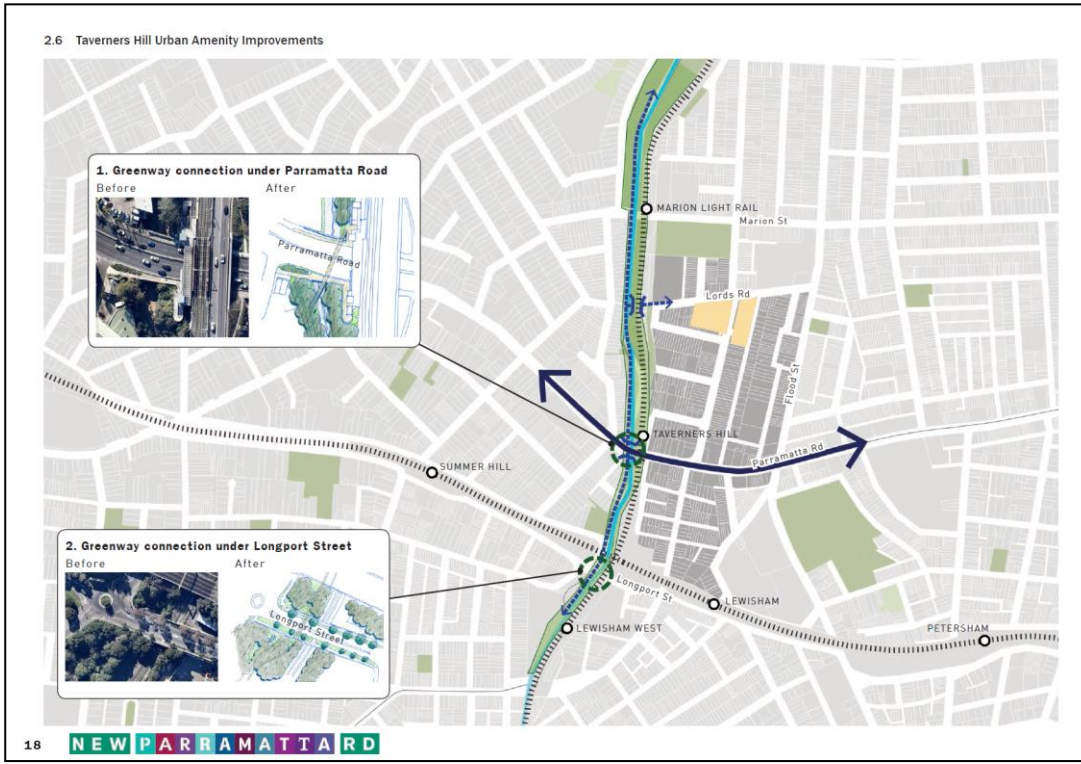 2.6 Taverners Hill Urban Amenity Improvements
1. Greenway connection under Parramatta Road
Before
After
Parramatta Road
MARION LIGHT RAIL
Marion St
Lords Rd
Flood St
TAVERNERS HILL
Parramatta Rd
SUMMER HILL
2. Greenway connection under Longport Street
Before
After
Longport Street
Longport St
LEWISHAM
LEWISHAM WEST
PETERSHAM
18
NEW PARRAMATTA RD